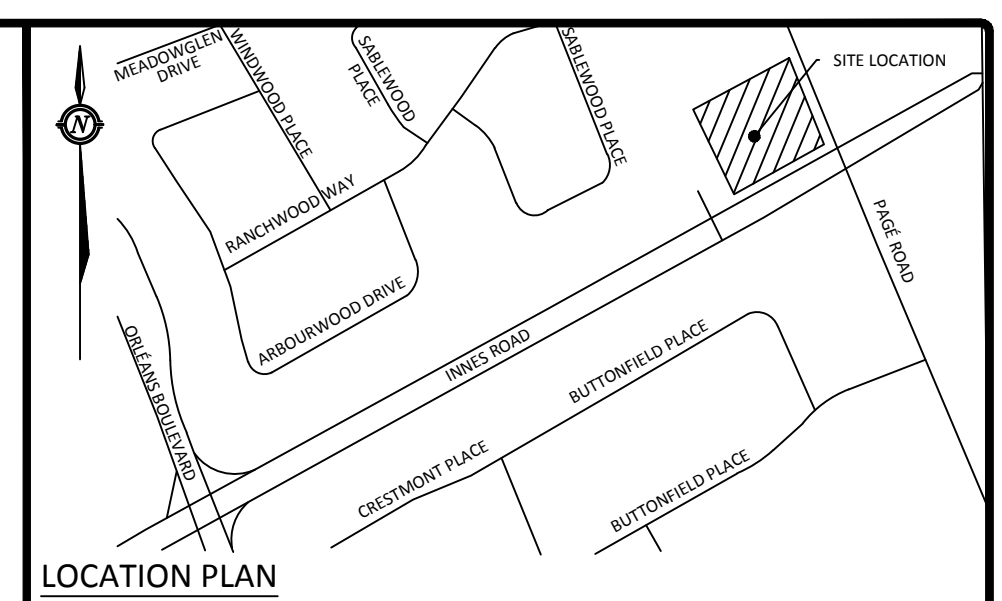 MEADOWGLEN
DRIVE
WINDWOOD PLACE
SABLEWOOD
PLACE
SABLEWOOD PLACE
SITE LOCATION
N
RANCHWOOD WAY
PAGÉ ROAD
ARBOURWOOD DRIVE
ORLÉANS BOULEVARD
INNES ROAD
BUTTONFIELD PLACE
CRESTMONT PLACE
BUTTONFIELD PLACE
LOCATION PLAN